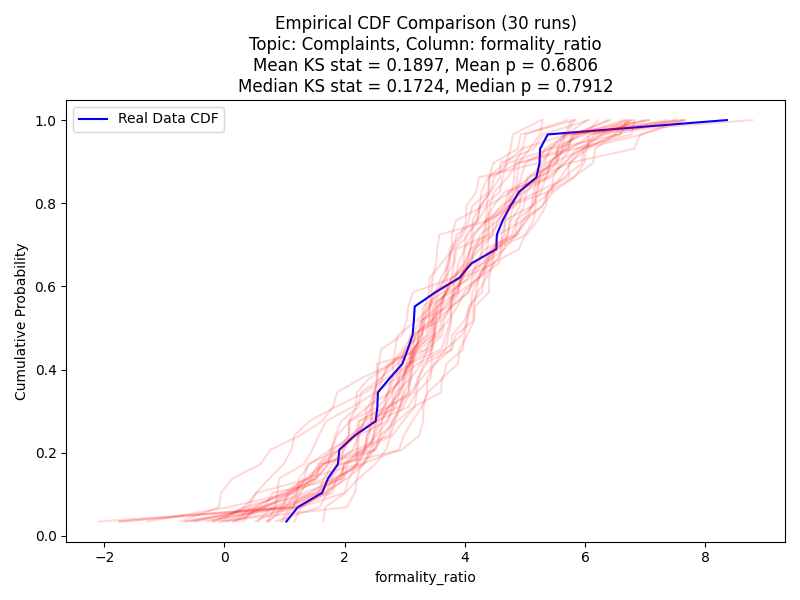 Empirical CDF Comparison (30 runs)
Topic: Complaints, Column: formality_ratio
Mean KS stat = 0.1897, Mean p = 0.6806
Median KS stat = 0.1724, Median p = 0.7912
Real Data CDF
1.0
0.8
0.6
0.4
0.2
0.0
Cumulative Probability
−2 0 2 4 6 8
formality_ratio